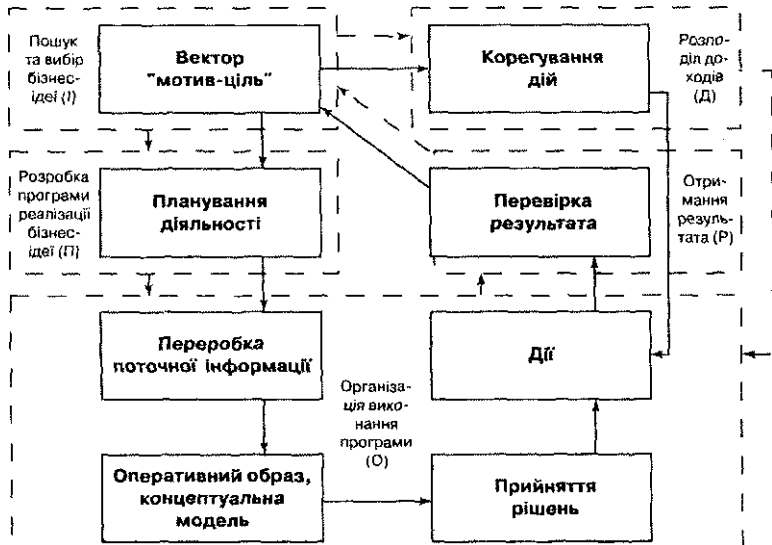 Пошук
та вибір
бізнес-
ідеї (І)
Вектор
"мотив-ціль"
Корегування
дій
Розпо-
діл до-
ходів
(Д)
Розробка
програми
реалізації
бізнес-
ідеї (П)
Планування
діяльності
Перевірка
результата
Отри-
мання
резуль-
тата (Р)
Переробка
поточної інформації
Дії
Організа-
ція вико-
нання
програми
(О)
Оперативний образ,
концептуальна
модель
Прийняття
рішень